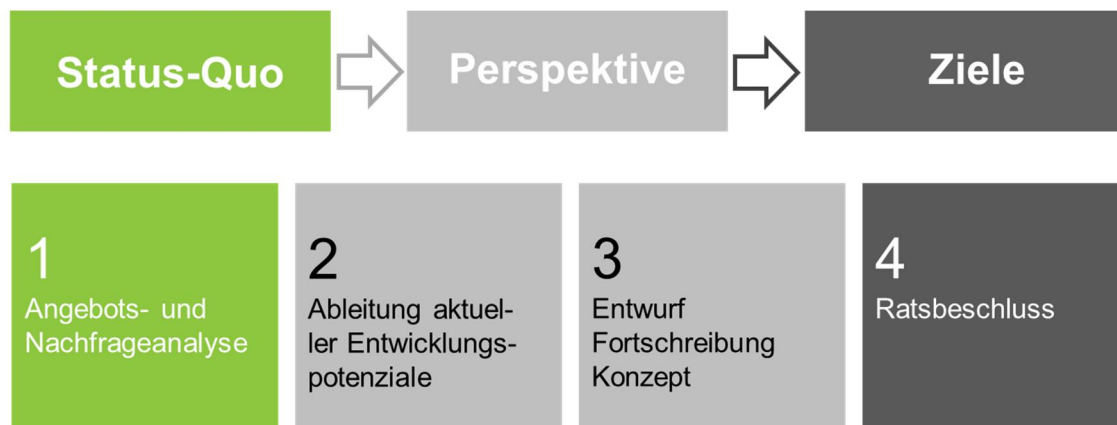 Status-Quo
Perspektive
Ziele
1
Angebots- und
Nachfrageanalyse
2
Ableitung aktuel-
ler Entwicklungs-
potenziale
3
Entwurf
Fortschreibung
Konzept
4
Ratsbeschluss